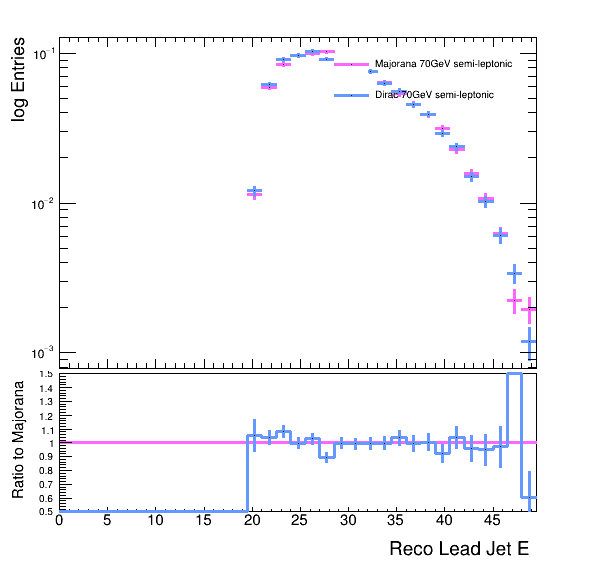 log Entries
10⁻¹
10⁻²
10⁻³
Majorana 70GeV semi-leptonic
Dirac 70GeV semi-leptonic
Ratio to Majorana
1.5
1.4
1.3
1.2
1.1
1
0.9
0.8
0.7
0.6
0.5
0 5 10 15 20 25 30 35 40 45
Reco Lead Jet E